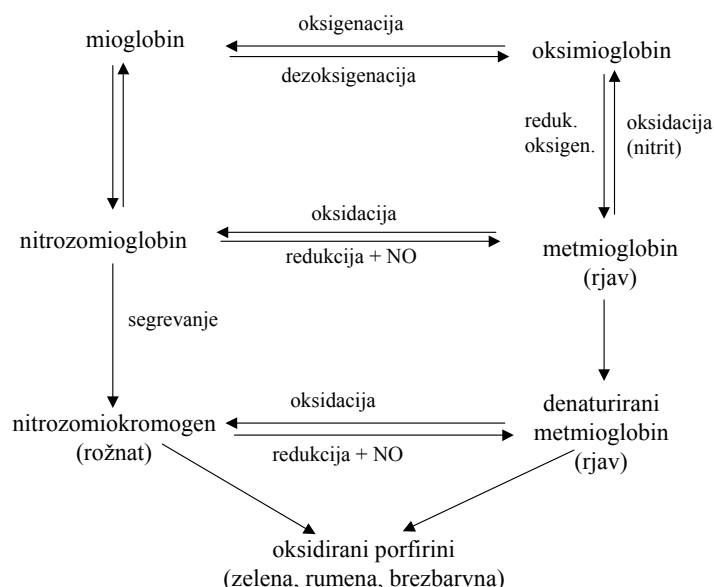 mioglobin
oksigenacija
dezoksigenacija
oksimioglobin
reduk.
oksigen.
oksidacija
(nitrit)
nitrozomioglobin
oksidacija
redukcija + NO
metmioglobin
(rjav)
segrevanje
nitrozomiokromogen
(rožnat)
oksidacija
redukcija + NO
denaturirani
metmioglobin
(rjav)
oksidirani porfirini
(zelena, rumena, brezbarvna)